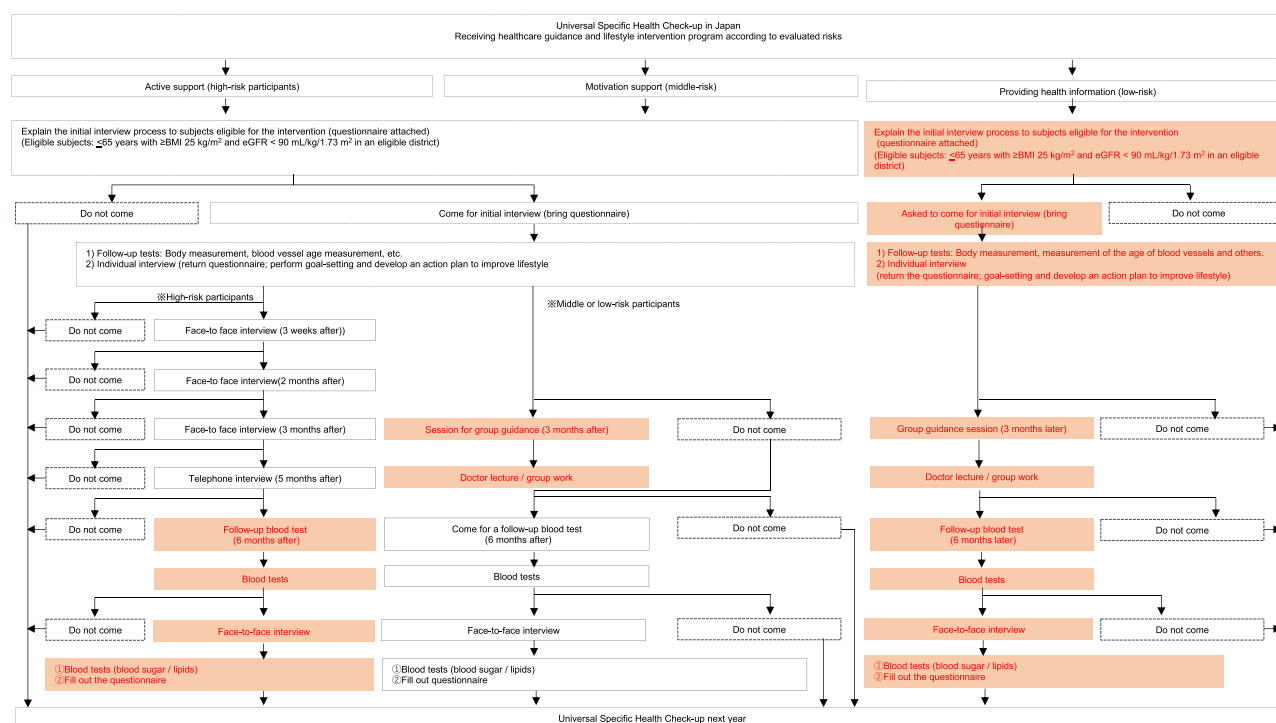 Universal Specific Health Check-up in Japan
Receiving healthcare guidance and lifestyle intervention program according to evaluated risks
Active support (high-risk participants)
Motivation support (middle-risk)
Providing health information (low-risk)
Explain the initial interview process to subjects eligible for the intervention (questionnaire attached)
(Eligible subjects: <65 years with ≥BMI 25 kg/m² and eGFR < 90 mL/kg/1.73 m² in an eligible district)
Explain the initial interview process to subjects eligible for the intervention
(questionnaire attached)
(Eligible subjects: <65 years with ≥BMI 25 kg/m² and eGFR < 90 mL/kg/1.73 m² in an eligible
district)
Do not come
Come for initial interview (bring questionnaire)
Asked to come for initial interview (bring
questionnaire)
Do not come
1) Follow-up tests: Body measurement, blood vessel age measurement, etc.
2) Individual interview (return questionnaire; perform goal-setting and develop an action plan to improve lifestyle
1) Follow-up tests: Body measurement, measurement of the age of blood vessels and others.
2) Individual interview
(return the questionnaire; goal-setting and develop an action plan to improve lifestyle)
※High-risk participants
※Middle or low-risk participants
Do not come
Face-to face interview (3 weeks after))
Do not come
Face-to face interview(2 months after)
Do not come
Face-to face interview (3 months after)
Session for group guidance (3 months after)
Do not come
Group guidance session (3 months later)
Do not come
Do not come
Telephone interview (5 months after)
Doctor lecture / group work
Doctor lecture / group work
Do not come
Follow-up blood test
(6 months after)
Come for a follow-up blood test
(6 months after)
Do not come
Follow-up blood test
(6 months later)
Do not come
Blood tests
Blood tests
Blood tests
Do not come
Face-to-face interview
Face-to-face interview
Do not come
Face-to-face interview
Do not come
①Blood tests (blood sugar / lipids)
②Fill out the questionnaire
①Blood tests (blood sugar / lipids)
②Fill out questionnaire
①Blood tests (blood sugar / lipids)
②Fill out the questionnaire
Universal Specific Health Check-up next year